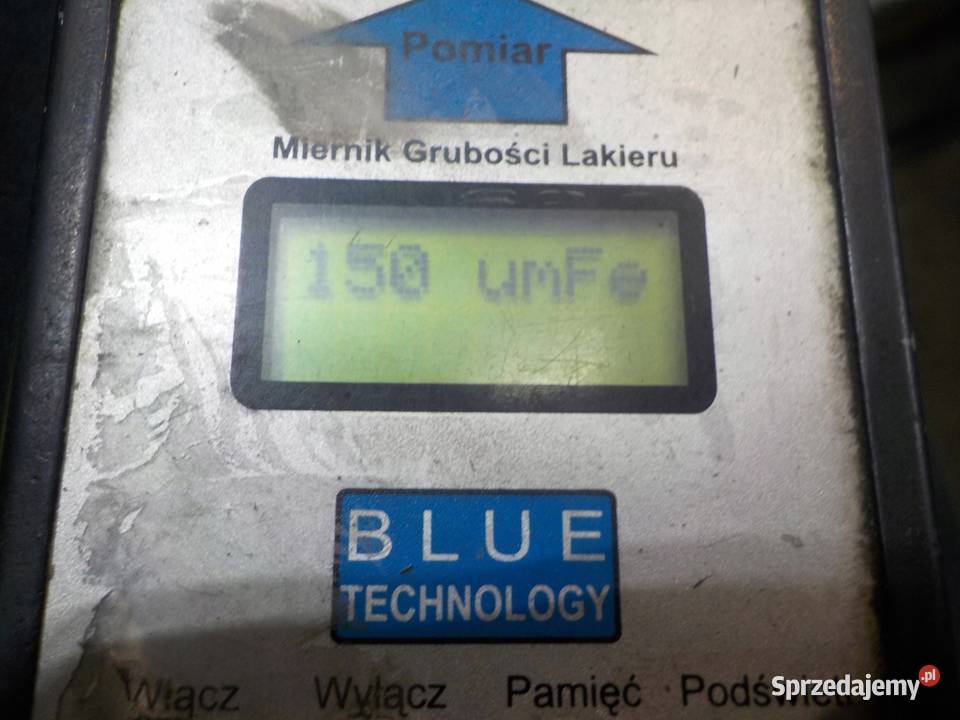 Pomiar
Miernik Grubości Lakieru
150 umFe
BLUE
TECHNOLOGY
Włącz Wyłącz Pamięć
Sprzedajemy.pl